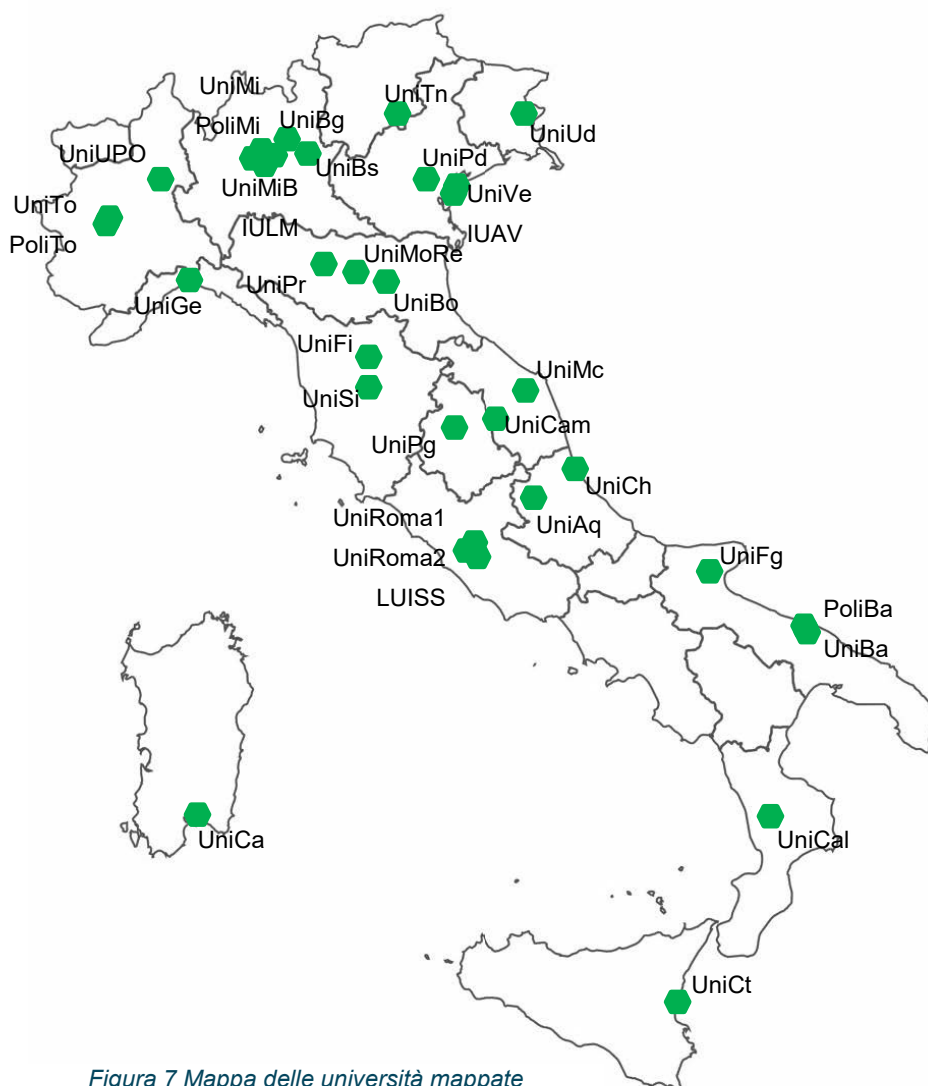 UniMi
UniTn
UniBg
PoliMi
UniUd
UniUPO
UniPd
UniBs
UniMiB
UniVe
UniTo
IULM
IUAV
PoliTo
UniMoRe
UniPr
UniGe
UniBo
UniFi
UniSi
UniMc
UniCam
UniPg
UniCh
UniRoma1
UniAq
UniRoma2
UniFg
LUISS
PoliBa
UniBa
UniCa
UniCal
UniCt
Figura 7 Mappa delle università mappate